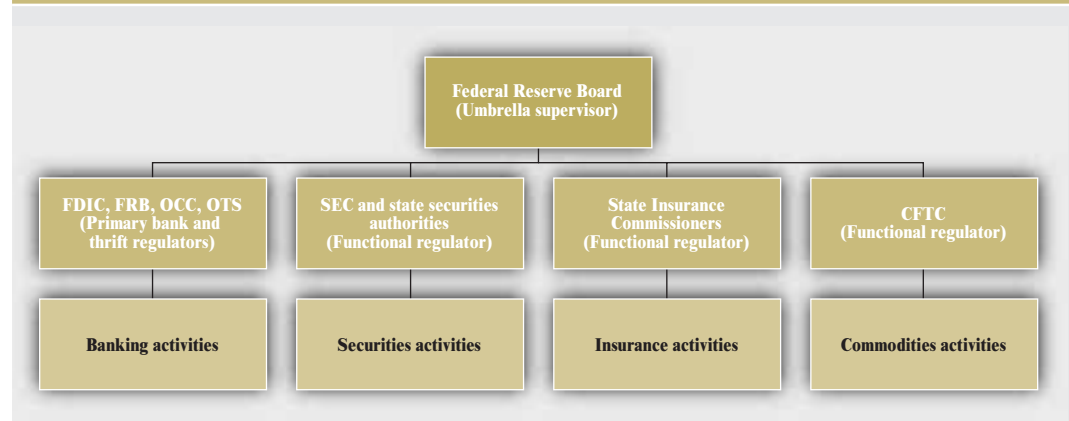 Federal Reserve Board
(Umbrella supervisor)
FDIC, FRB, OCC, OTS
(Primary bank and
thrift regulators)
SEC and state securities
authorities
(Functional regulator)
State Insurance
Commissioners
(Functional regulator)
CFTC
(Functional regulator)
Banking activities
Securities activities
Insurance activities
Commodities activities